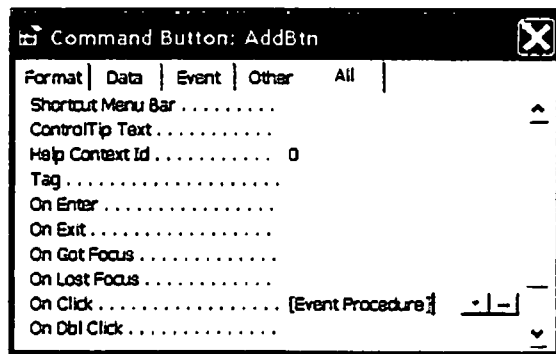 Command Button: AddBtn
Format Data Event Other All
Shortcut Menu Bar . . . . . . . . .
ControlTip Text . . . . . . . . . . .
Help Context Id . . . . . . . . . . . 0
Tag . . . . . . . . . . . . . . . . . . . . .
On Enter . . . . . . . . . . . . . . . . .
On Exit . . . . . . . . . . . . . . . . . .
On Got Focus . . . . . . . . . . . . .
On Lost Focus . . . . . . . . . . . . .
On Click . . . . . . . . . . . . . . . . . [Event Procedure]
On Dbl Click . . . . . . . . . . . . . .